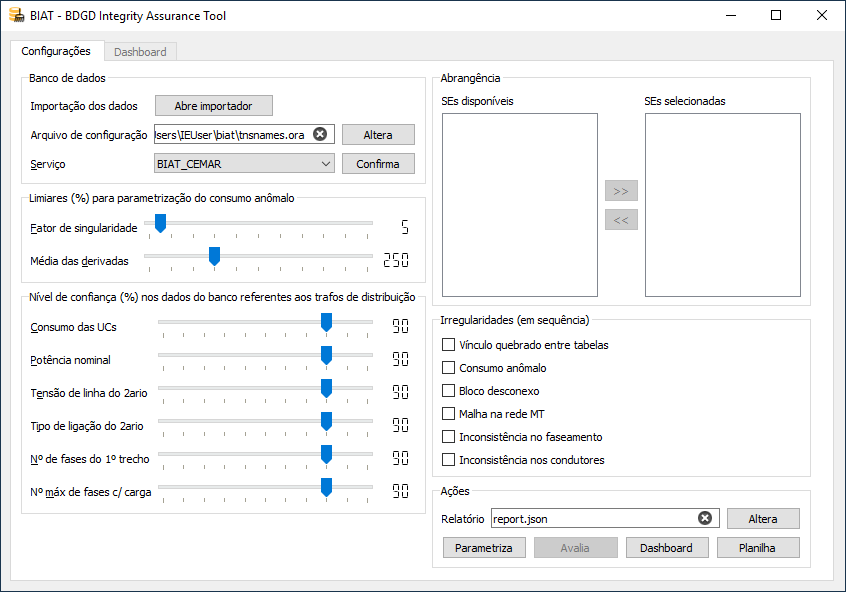 BIAT - BDGD Integrity Assurance Tool
Configurações
Dashboard
Banco de dados
Importação dos dados
Abre importador
Arquivo de configuração
Jsers\IEUser\biat\tnsnames.ora
Altera
Serviço
BIAT_CEMAR
Confirma
Limiares (%) para parametrização do consumo anômalo
Fator de singularidade
5
Média das derivadas
250
Nível de confiança (%) nos dados do banco referentes aos trafos de distribuição
Consumo das UCs
90
Potência nominal
90
Tensão de linha do 2ario
90
Tipo de ligação do 2ario
90
Nº de fases do 1º trecho
90
Nº máx de fases c/ carga
90
Abrangência
SEs disponíveis
SEs selecionadas
>>
<<
Irregularidades (em sequência)
Vínculo quebrado entre tabelas
Consumo anômalo
Bloco desconexo
Malha na rede MT
Inconsistência no faseamento
Inconsistência nos condutores
Ações
Relatório
report.json
Altera
Parametriza
Avalia
Dashboard
Planilha